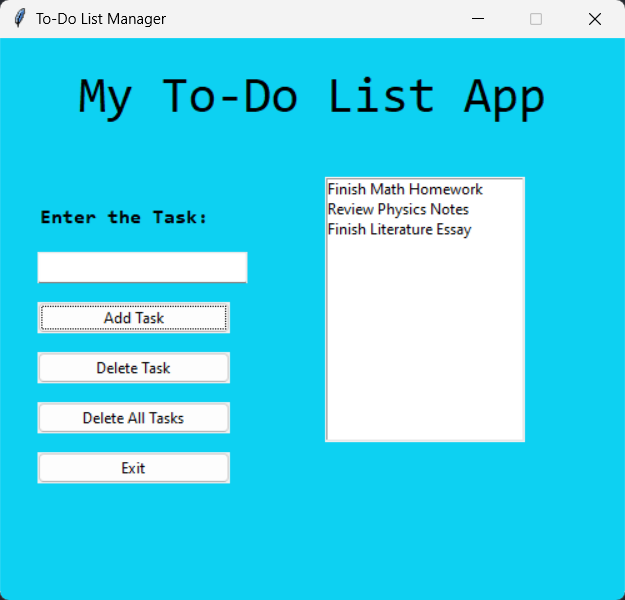 To-Do List Manager
My To-Do List App
Enter the Task:
Add Task
Delete Task
Delete All Tasks
Exit
Finish Math Homework
Review Physics Notes
Finish Literature Essay